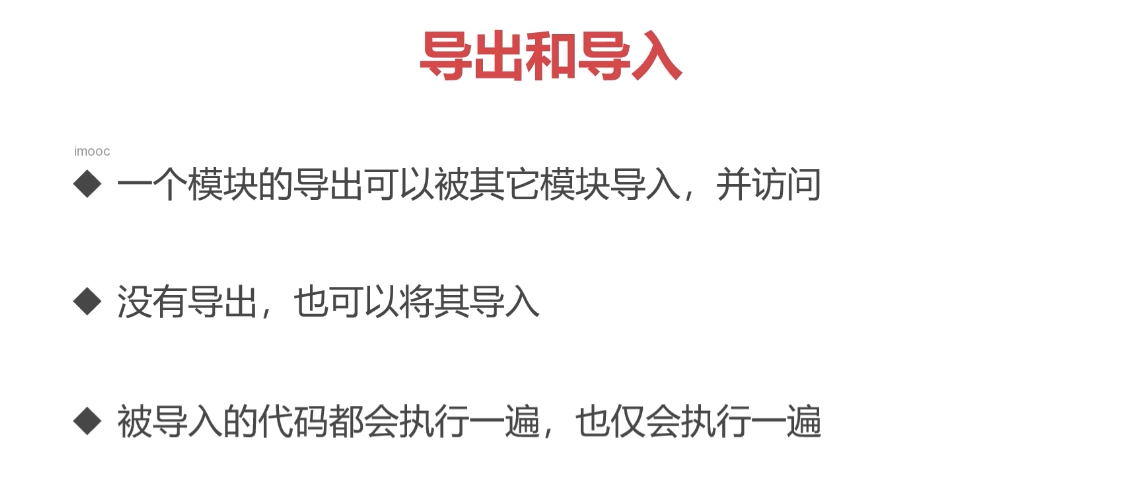 导出和导入
imooc
◆ 一个模块的导出可以被其它模块导入，并访问
◆ 没有导出，也可以将其导入
◆ 被导入的代码都会执行一遍，也仅会执行一遍